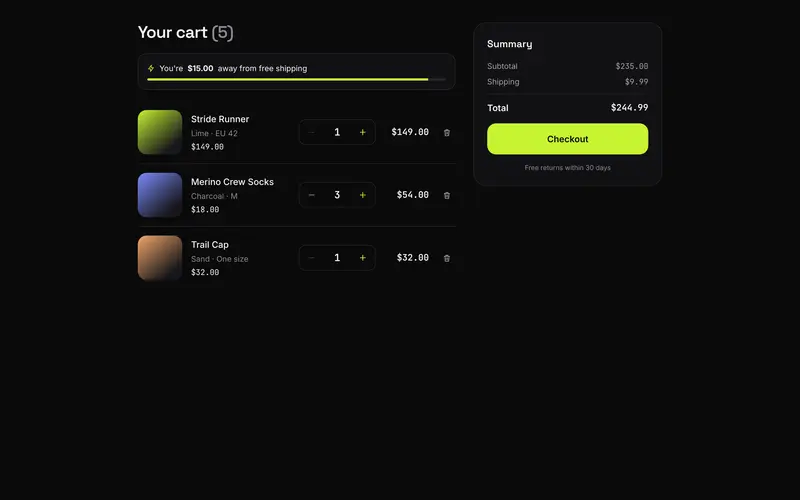 Your cart (5)
You're $15.00 away from free shipping
Stride Runner
Lime · EU 42
$149.00
− 1 +
$149.00
Merino Crew Socks
Charcoal · M
$18.00
− 3 +
$54.00
Trail Cap
Sand · One size
$32.00
− 1 +
$32.00
Summary
Subtotal $235.00
Shipping $9.99
Total $244.99
Checkout
Free returns within 30 days